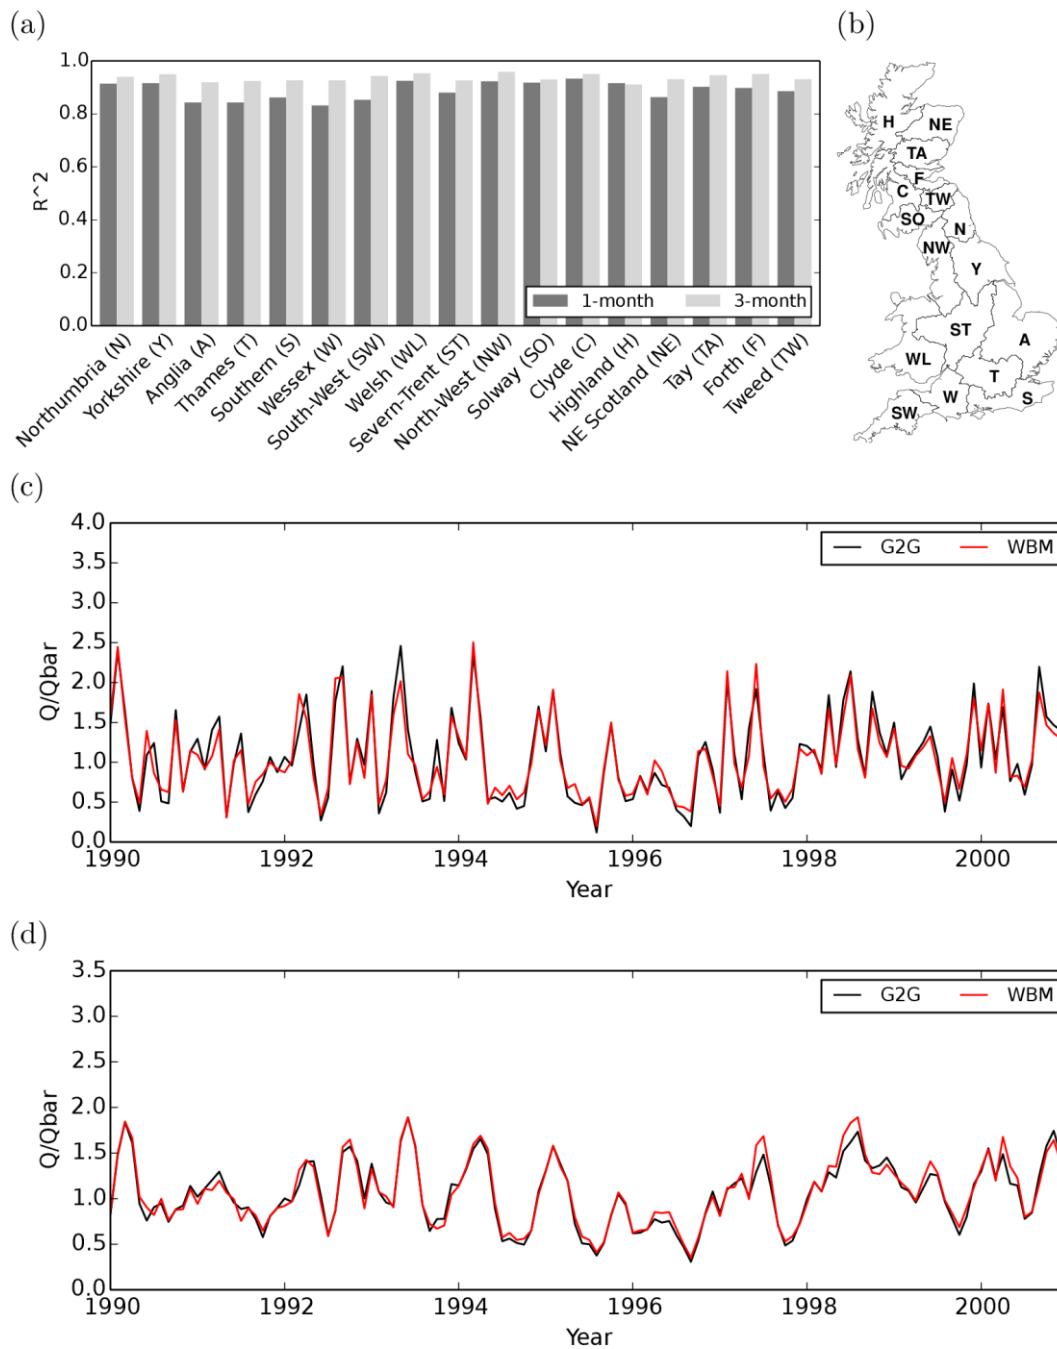 (a)
(b)
1.0
0.8
0.6
0.4
0.2
0.0
R^2
1-month
3-month
Northumbria (N)
Yorkshire (Y)
Anglia (A)
Thames (T)
Southern (S)
Wessex (W)
South-West (SW)
Welsh (WL)
Severn-Trent (ST)
North-West (NW)
Solway (SO)
Clyde (C)
Highland (H)
NE Scotland (NE)
Tay (TA)
Forth (F)
Tweed (TW)
H
NE
TA
F
C
TW
SO
N
NW
Y
ST
A
WL
T
W
S
SW
(c)
4.0
3.5
3.0
2.5
2.0
1.5
1.0
0.5
0.0
Q/Qbar
G2G
WBM
1990
1992
1994
1996
1998
2000
Year
(d)
3.5
3.0
2.5
2.0
1.5
1.0
0.5
0.0
Q/Qbar
G2G
WBM
1990
1992
1994
1996
1998
2000
Year